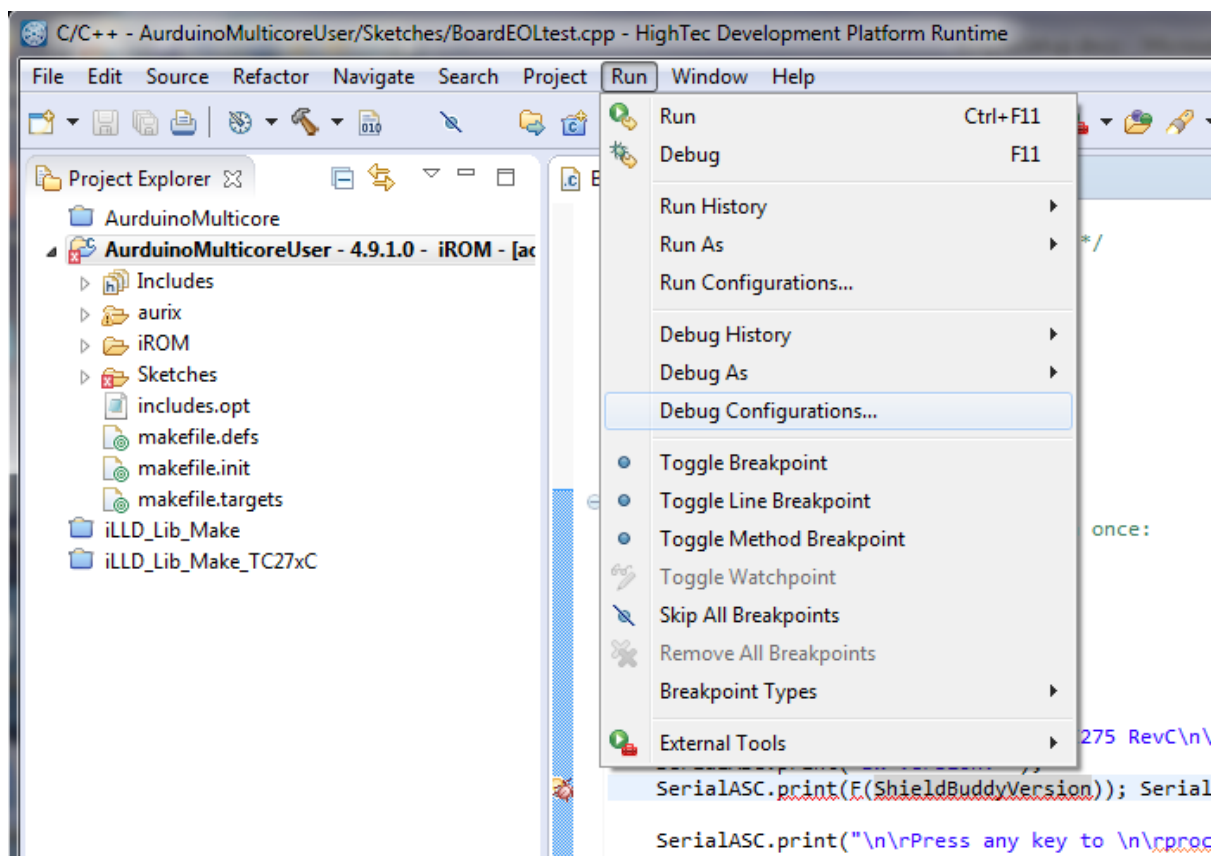 C/C++ - AurduinoMulticoreUser/Sketches/BoardEOLtest.cpp - HighTec Development Platform Runtime
File Edit Source Refactor Navigate Search Project Run Window Help
Project Explorer
AurduinoMulticore
AurduinoMulticoreUser - 4.9.1.0 - iROM - [ac
Includes
aurix
iROM
Sketches
includes.opt
makefile.defs
makefile.init
makefile.targets
iLLD_Lib_Make
iLLD_Lib_Make_TC27xC
Run Ctrl+F11
Debug F11
Run History
Run As
Run Configurations...
Debug History
Debug As
Debug Configurations...
Toggle Breakpoint
Toggle Line Breakpoint
Toggle Method Breakpoint
Toggle Watchpoint
Skip All Breakpoints
Remove All Breakpoints
Breakpoint Types
External Tools
*/
once:
275 RevC\n\
SerialASC.print(F(ShieldBuddyVersion)); Serial
SerialASC.print("\n\rPress any key to \n\rproc